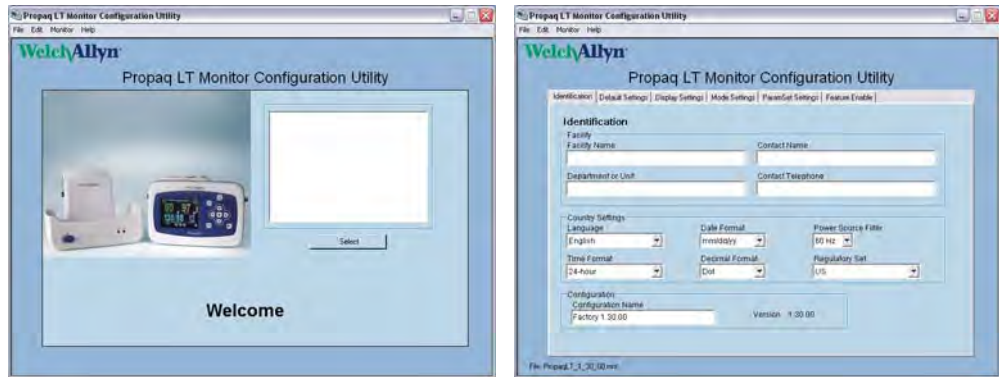 Propaq LT Monitor Configuration Utility
File Edit Monitor Help
WelchAllyn
Propaq LT Monitor Configuration Utility
Select
Welcome
Propaq LT Monitor Configuration Utility
File Edit Monitor Help
WelchAllyn
Propaq LT Monitor Configuration Utility
Identification Default Settings Display Settings Mode Settings ParamSet Settings Feature Enable
Identification
Facility
Facility Name Contact Name
Department or Unit Contact Telephone
Country Settings
Language Date Format Power Source Filter
English mm/dd/yy 60 Hz
Time Format Decimal Format Regulatory Set
24-hour Dot US
Configuration
Configuration Name
Factory 1.30.00 Version 1.30.00
File: PropaqLT_1_30_00.mnt